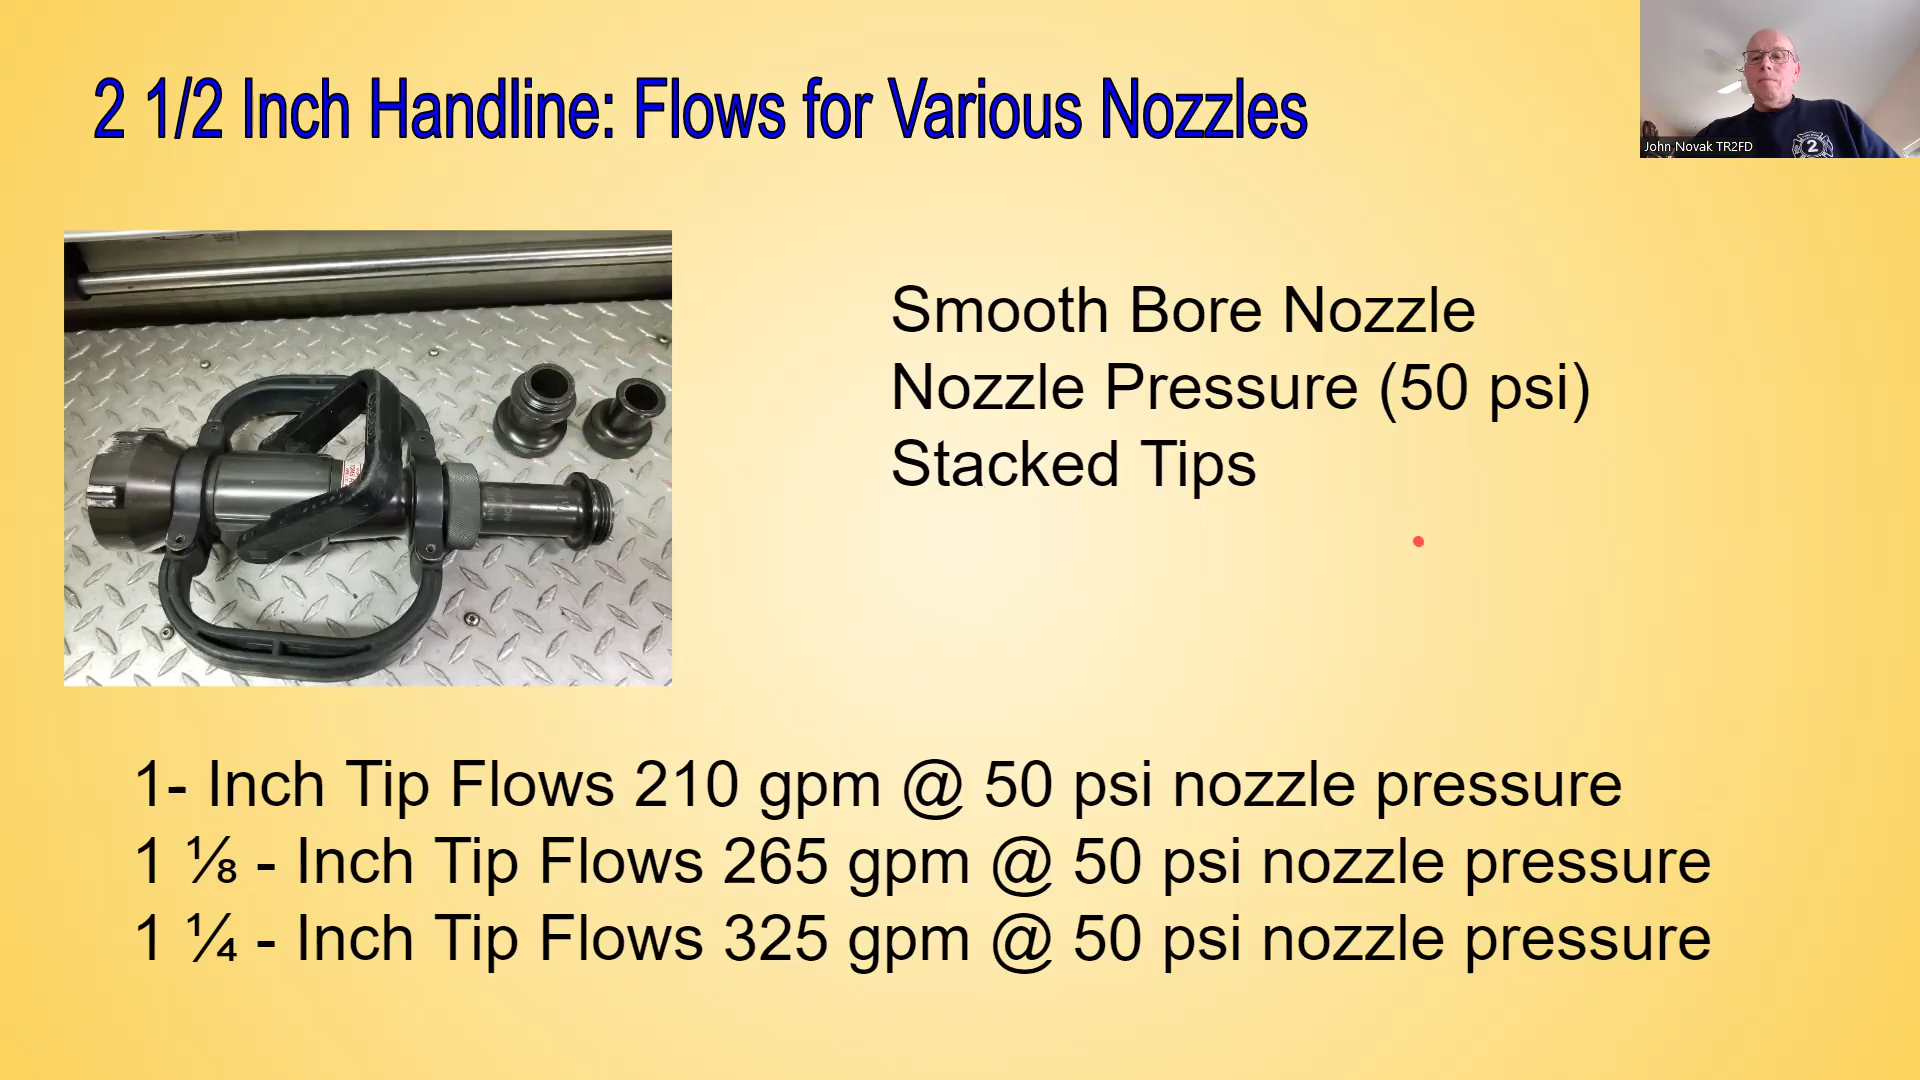 2 1/2 Inch Handline: Flows for Various Nozzles
John Novak TR2FD
2
Smooth Bore Nozzle
Nozzle Pressure (50 psi)
Stacked Tips
1- Inch Tip Flows 210 gpm @ 50 psi nozzle pressure
1 ⅛ - Inch Tip Flows 265 gpm @ 50 psi nozzle pressure
1 ¼ - Inch Tip Flows 325 gpm @ 50 psi nozzle pressure